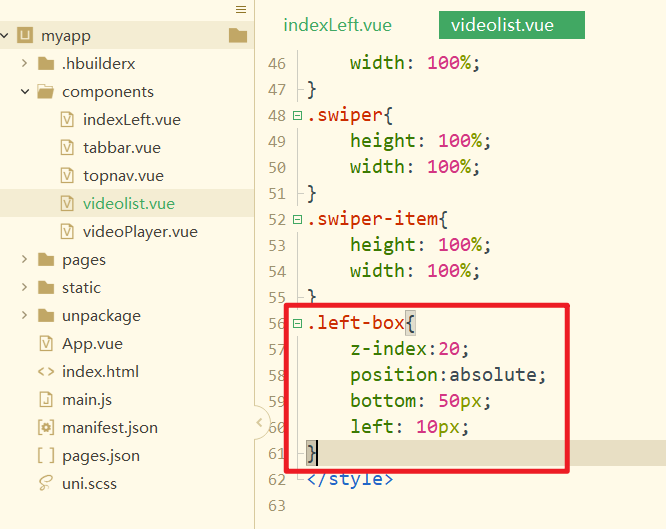 myapp
.hbuilderx
components
indexLeft.vue
tabbar.vue
topnav.vue
videolist.vue
videoPlayer.vue
pages
static
unpackage
App.vue
index.html
main.js
manifest.json
pages.json
uni.scss
indexLeft.vue videolist.vue
46 width: 100%;
47 }
48 .swiper{
49 height: 100%;
50 width: 100%;
51 }
52 .swiper-item{
53 height: 100%;
54 width: 100%;
55 }
56 .left-box{
57 z-index:20;
58 position:absolute;
59 bottom: 50px;
60 left: 10px;
61 }
62 </style>
63